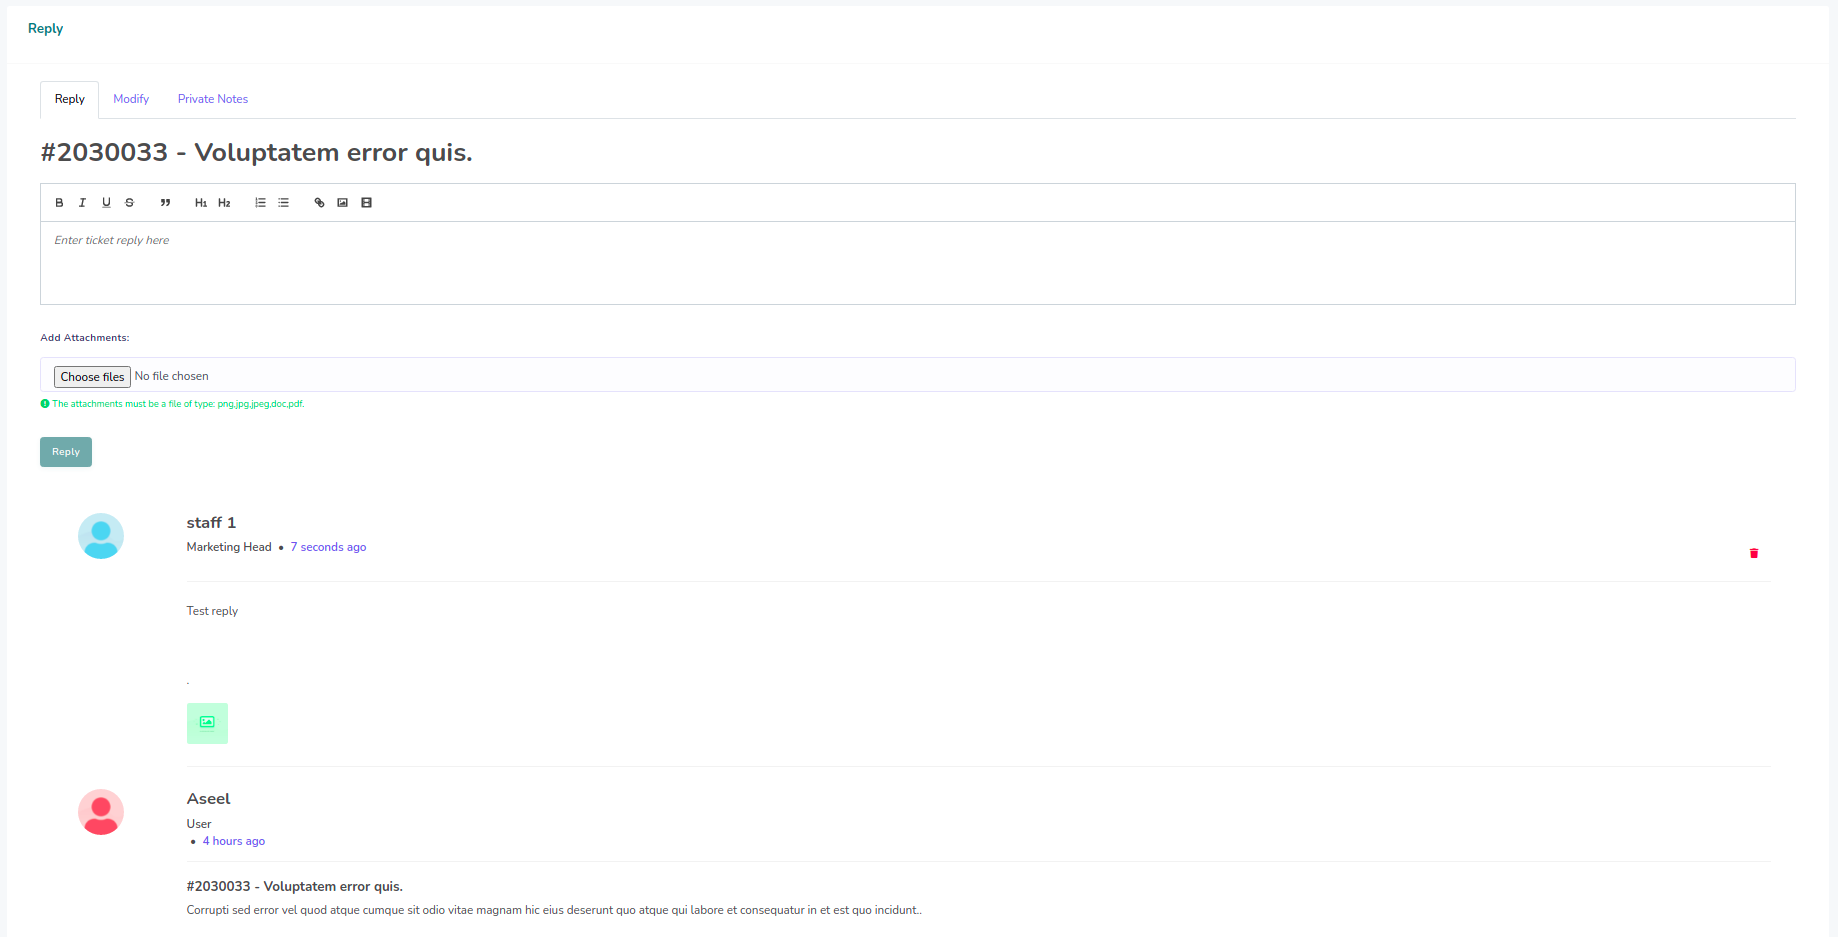 Reply
Reply Modify Private Notes
#2030033 - Voluptatem error quis.
B I U S ” H1 H2
Enter ticket reply here
Add Attachments:
Choose files No file chosen
The attachments must be a file of type: png,jpg,jpeg,doc,pdf.
Reply
staff 1
Marketing Head • 7 seconds ago
Test reply
.
Aseel
User
• 4 hours ago
#2030033 - Voluptatem error quis.
Corrupti sed error vel quod atque cumque sit odio vitae magnam hic eius deserunt quo atque qui labore et consequatur in et est quo incidunt..